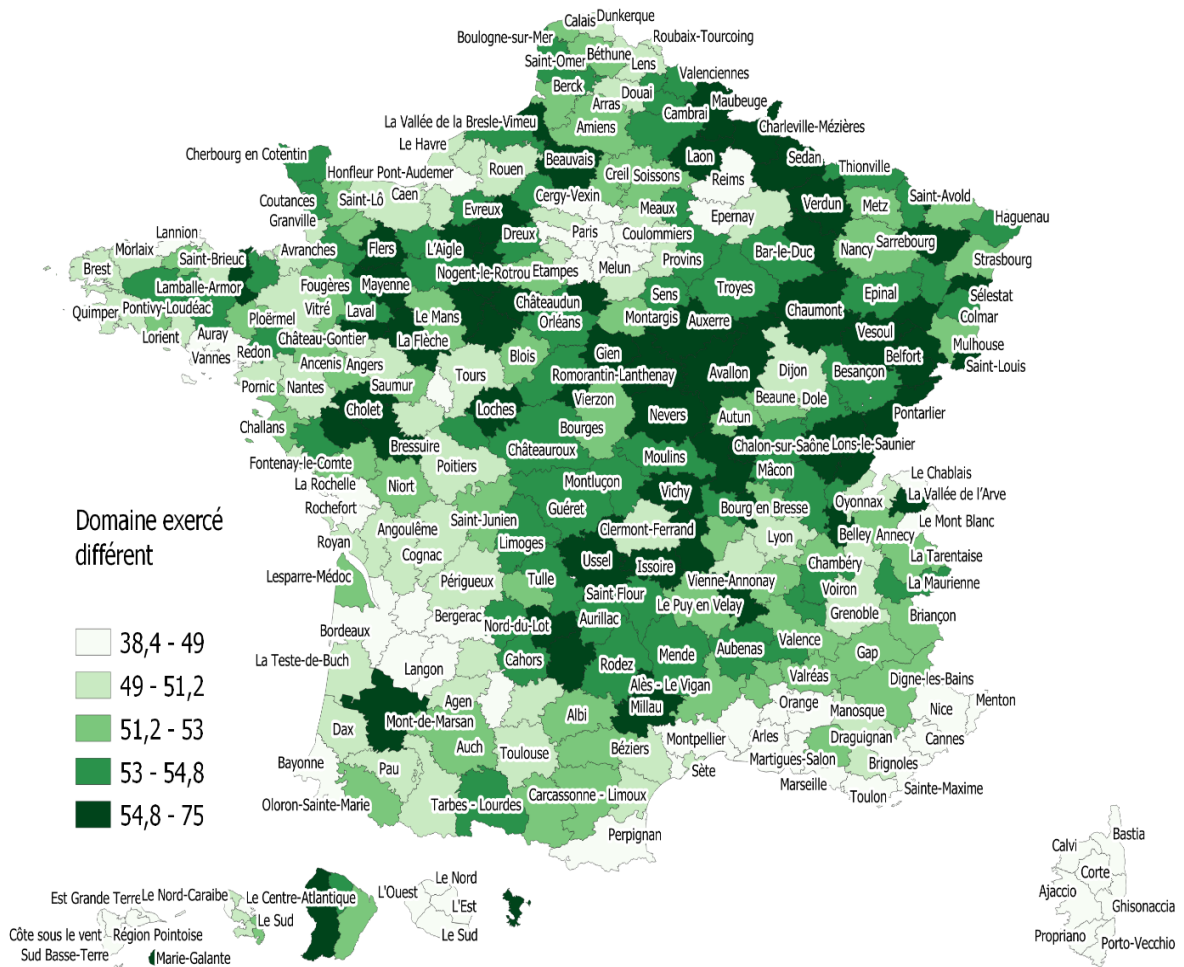 Calais
Dunkerque
Boulogne-sur-Mer
Roubaix-Tourcoing
Saint-Omer
Béthune
Lens
Valenciennes
Berck
Douai
Maubeuge
Arras
Cambrai
La Vallée de la Bresle-Vimeu
Amiens
Charleville-Mézières
Le Havre
Cherbourg en Cotentin
Beauvais
Laon
Sedan
Rouen
Thionville
Honfleur Pont-Audemer
Creil
Soissons
Reims
Coutances
Saint-Lô
Caen
Cergy-Vexin
Verdun
Metz
Saint-Avold
Evreux
Meaux
Epernay
Granville
Haguenau
Lannion
Dreux
Paris
Coulommiers
Morlaix
Avranches
Flers
L'Aigle
Bar-le-Duc
Nancy
Sarrebourg
Saint-Brieuc
Provins
Strasbourg
Brest
Nogent-le-Rotrou
Etampes
Melun
Lamballe-Armor
Fougères
Mayenne
Troyes
Sens
Epinal
Sélestat
Châteaudun
Quimper
Pontivy-Loudéac
Vitré
Laval
Chaumont
Ploërmel
Le Mans
Orléans
Montargis
Auxerre
Colmar
Lorient
Auray
Château-Gontier
La Flèche
Vesoul
Mulhouse
Vannes
Redon
Blois
Gien
Belfort
Ancenis
Angers
Saint-Louis
Tours
Romorantin-Lanthenay
Avallon
Dijon
Besançon
Pornic
Nantes
Saumur
Vierzon
Beaune
Dole
Cholet
Loches
Nevers
Autun
Pontarlier
Challans
Bourges
Bressuire
Châteauroux
Chalon-sur-Saône
Lons-le-Saunier
Moulins
Fontenay-le-Comte
Poitiers
Mâcon
Le Chablais
La Rochelle
Niort
Montluçon
Vichy
Oyonnax
La Vallée de l'Arve
Rochefort
Guéret
Bourg en Bresse
Le Mont Blanc
Domaine exercé
différent
Angoulême
Saint-Junien
Clermont-Ferrand
Lyon
Belley
Annecy
Royan
Limoges
Cognac
Ussel
Issoire
Chambéry
La Tarentaise
Lesparre-Médoc
Périgueux
Tulle
Vienne-Annonay
Voiron
La Maurienne
Saint-Flour
Le Puy en Velay
Grenoble
Briançon
38,4 - 49
Bordeaux
Bergerac
Nord-du-Lot
Aurillac
Valence
La Teste-de-Buch
49 - 51,2
Langon
Cahors
Rodez
Mende
Aubenas
Gap
51,2 - 53
Alès - Le Vigan
Valréas
Digne-les-Bains
Agen
Millau
Orange
Menton
53 - 54,8
Dax
Mont-de-Marsan
Albi
Manosque
Nice
Auch
Toulouse
Béziers
Montpellier
Arles
Draguignan
Cannes
54,8 - 75
Bayonne
Pau
Sète
Martigues-Salon
Brignoles
Marseille
Toulon
Sainte-Maxime
Oloron-Sainte-Marie
Tarbes - Lourdes
Carcassonne - Limoux
Perpignan
Bastia
Calvi
Corte
Ajaccio
Ghisonaccia
Propriano
Porto-Vecchio
Est Grande Terre
Le Nord-Caraibe
Le Centre-Atlantique
L'Ouest
Le Nord
L'Est
Le Sud
Côte sous le vent
Région Pointoise
Le Sud
Sud Basse-Terre
Marie-Galante